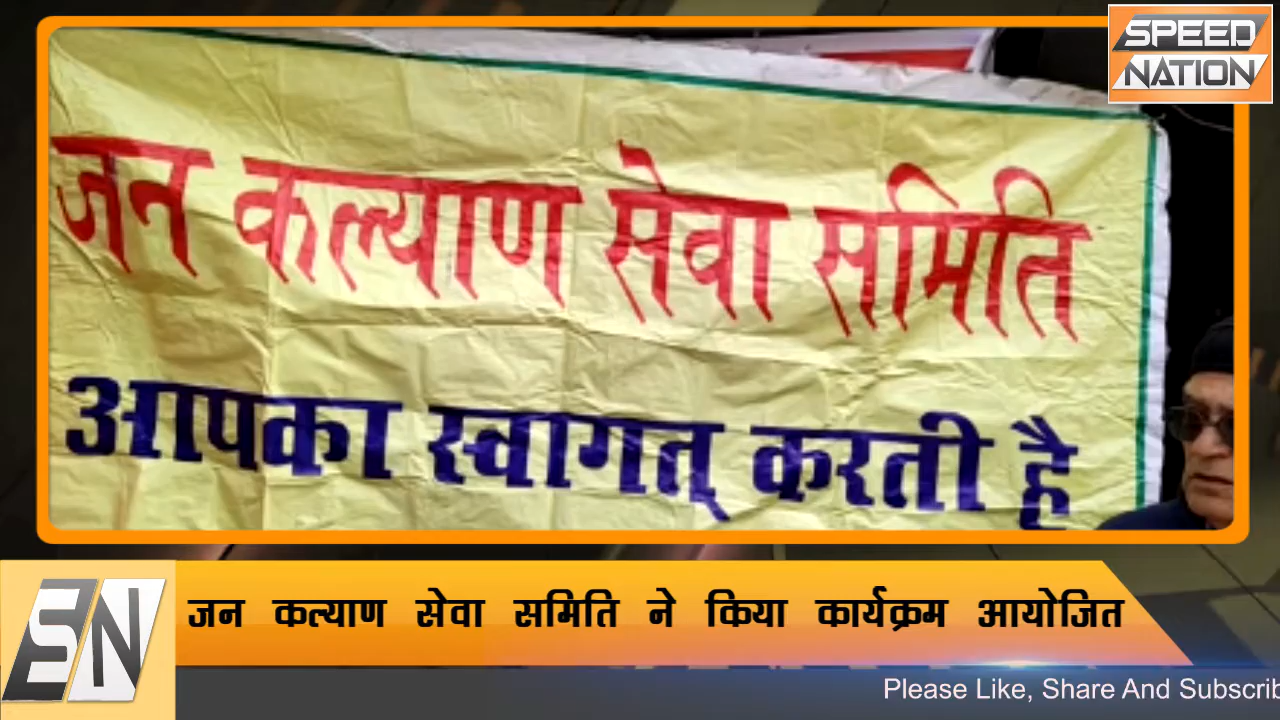 SPEED
NATION
जन कल्याण सेवा समिति
आपका स्वागत् करती है
SN
जन कल्याण सेवा समिति ने किया कार्यक्रम आयोजित
Please Like, Share And Subscrib